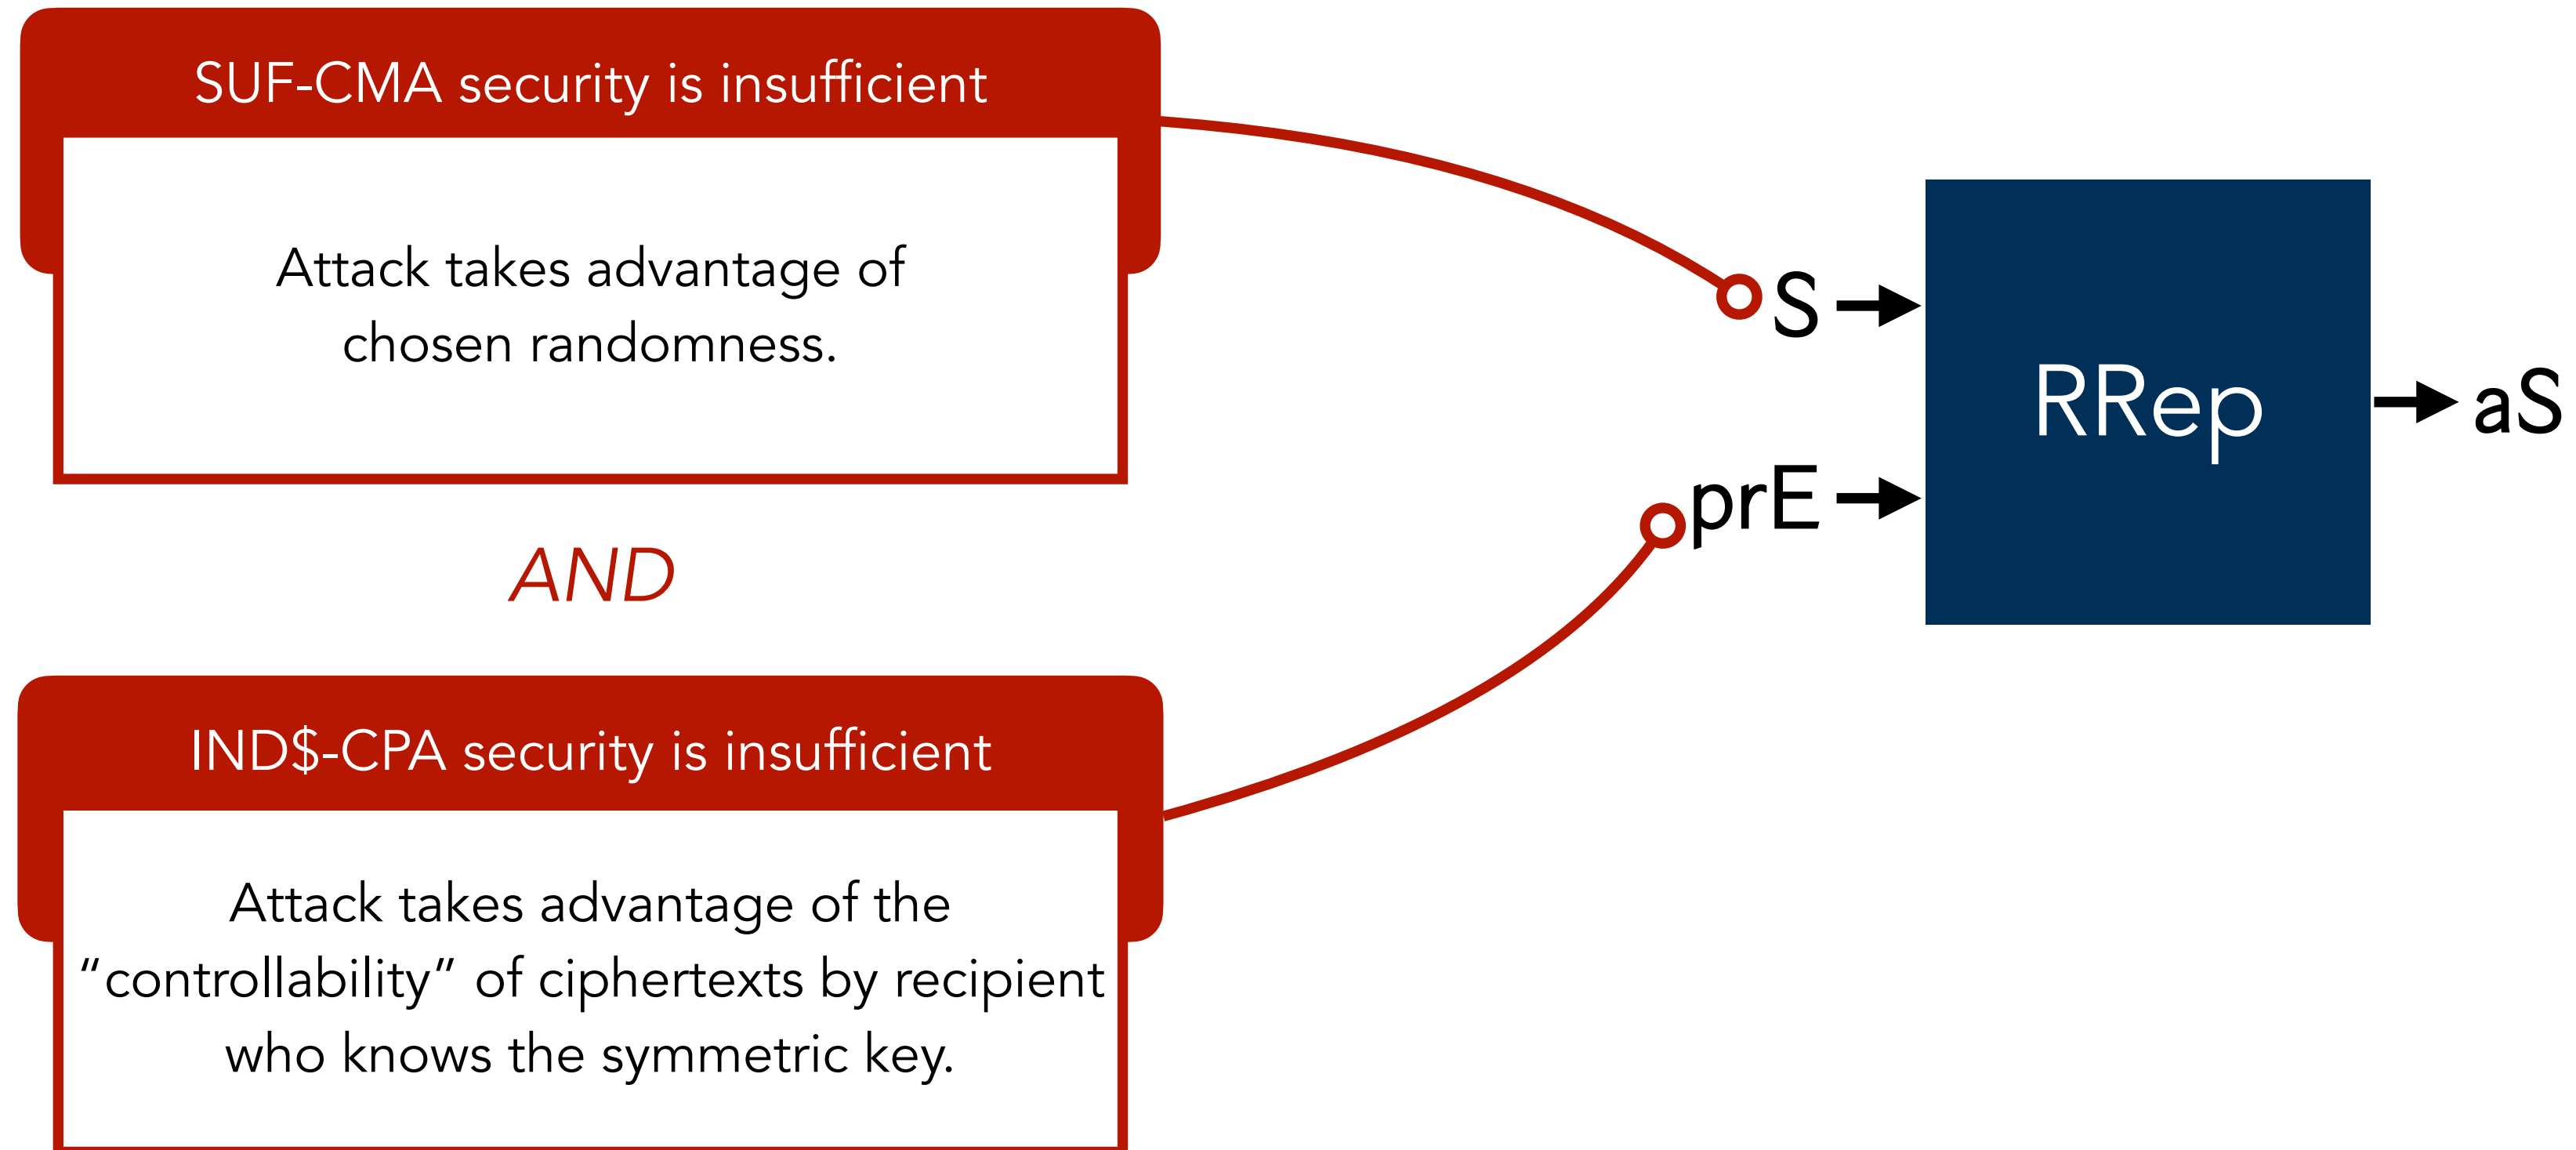 SUF-CMA security is insufficient
Attack takes advantage of
chosen randomness.
AND
IND$-CPA security is insufficient
Attack takes advantage of the
“controllability” of ciphertexts by recipient
who knows the symmetric key.
S
prE
RRep
aS